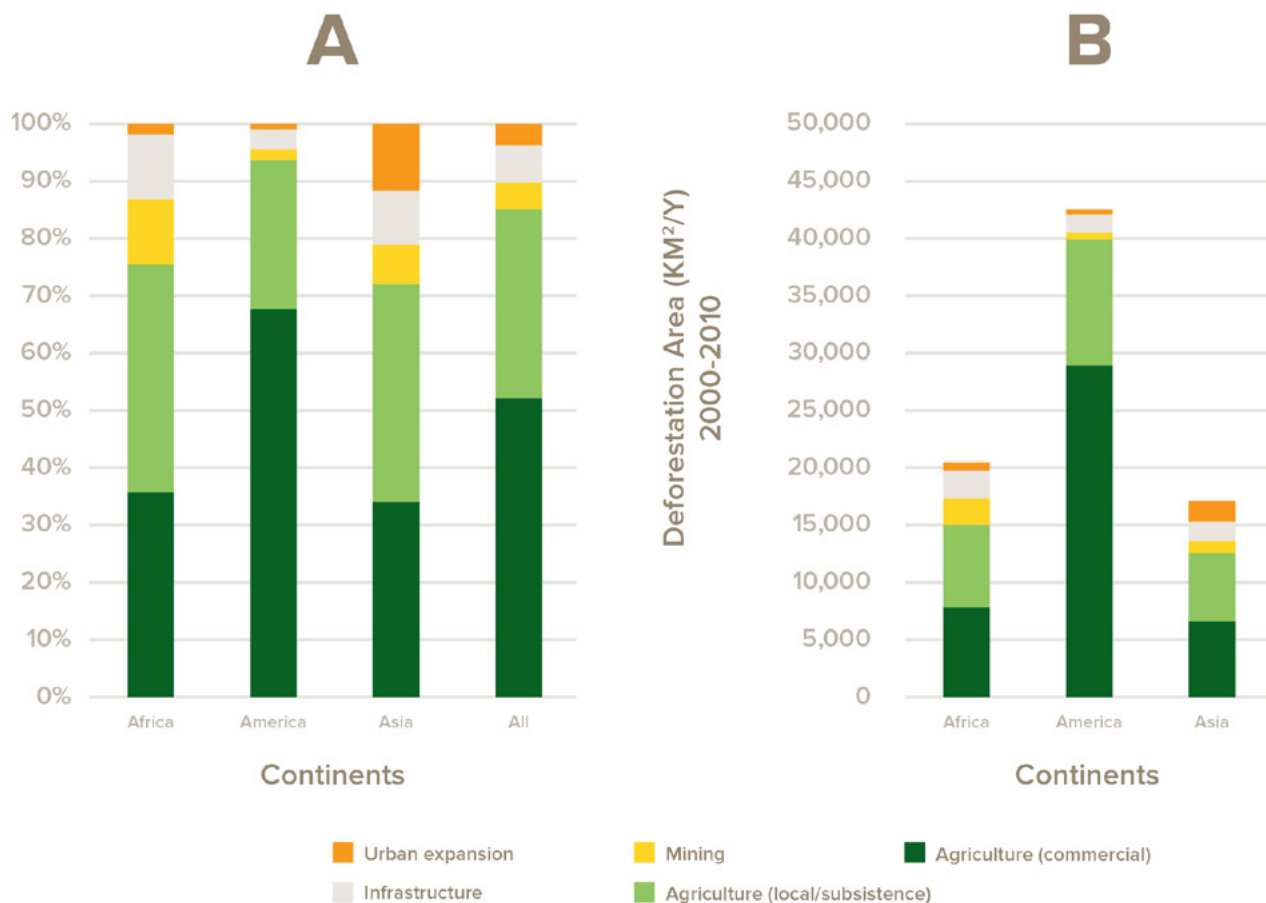 A
100%
90%
80%
70%
60%
50%
40%
30%
20%
10%
0%
Africa
America
Asia
All
Continents
B
Deforestation Area (KM²/Y)
2000-2010
50,000
45,000
40,000
35,000
30,000
25,000
20,000
15,000
10,000
5,000
0
Africa
America
Asia
Continents
Urban expansion
Mining
Agriculture (commercial)
Infrastructure
Agriculture (local/subsistence)